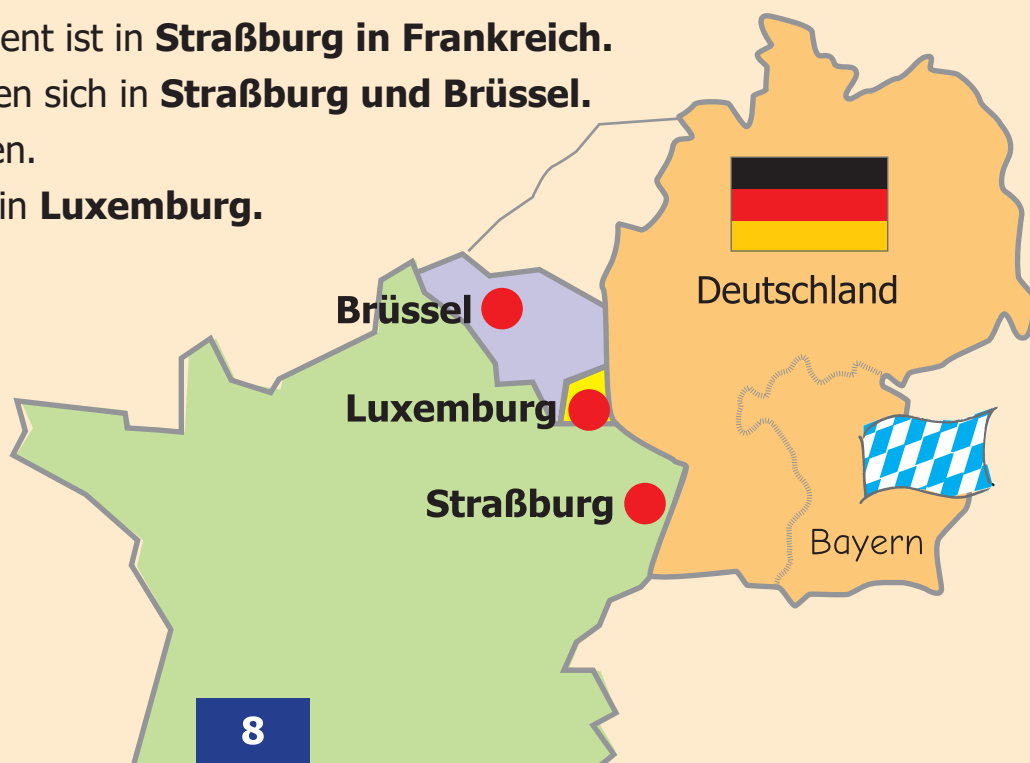 ent ist in Straßburg in Frankreich.
en sich in Straßburg und Brüssel.
en.
in Luxemburg.
Deutschland
Brüssel
Luxemburg
Straßburg
Bayern
8